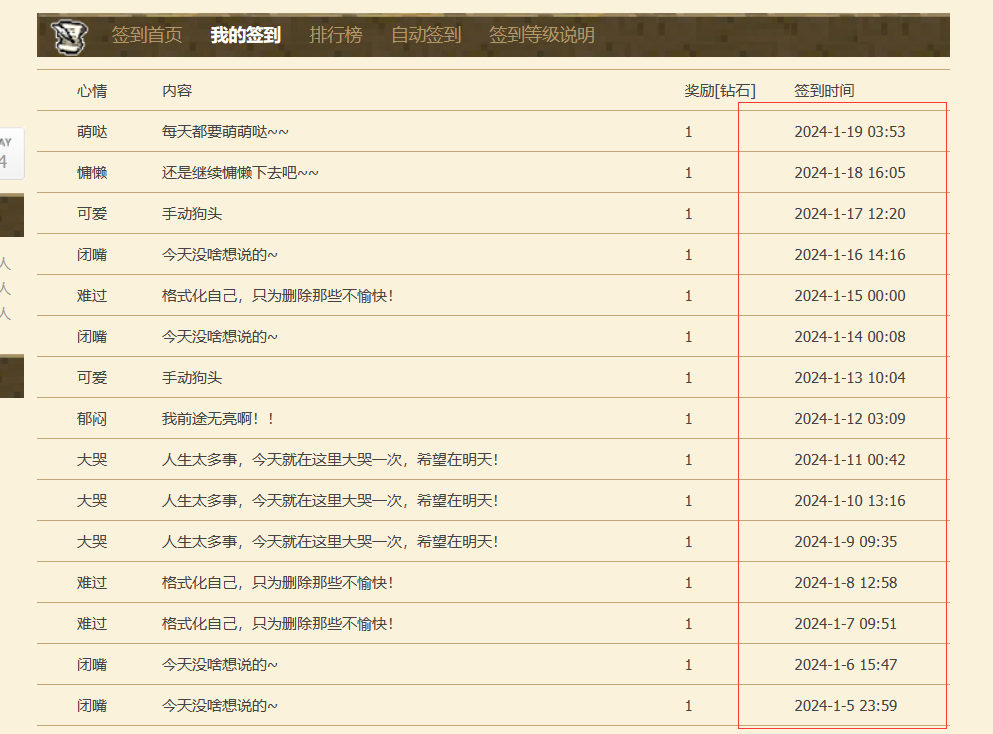 签到首页 我的签到 排行榜 自动签到 签到等级说明
心情 内容 奖励[钻石] 签到时间
萌哒 每天都要萌萌哒~~ 1 2024-1-19 03:53
AY
4
慵懒 还是继续慵懒下去吧~~ 1 2024-1-18 16:05
可爱 手动狗头 1 2024-1-17 12:20
闭嘴 今天没啥想说的~ 1 2024-1-16 14:16
人
人
难过 格式化自己，只为删除那些不愉快！ 1 2024-1-15 00:00
人
闭嘴 今天没啥想说的~ 1 2024-1-14 00:08
可爱 手动狗头 1 2024-1-13 10:04
郁闷 我前途无亮啊！！ 1 2024-1-12 03:09
大哭 人生太多事，今天就在这里大哭一次，希望在明天！ 1 2024-1-11 00:42
大哭 人生太多事，今天就在这里大哭一次，希望在明天！ 1 2024-1-10 13:16
大哭 人生太多事，今天就在这里大哭一次，希望在明天！ 1 2024-1-9 09:35
难过 格式化自己，只为删除那些不愉快！ 1 2024-1-8 12:58
难过 格式化自己，只为删除那些不愉快！ 1 2024-1-7 09:51
闭嘴 今天没啥想说的~ 1 2024-1-6 15:47
闭嘴 今天没啥想说的~ 1 2024-1-5 23:59